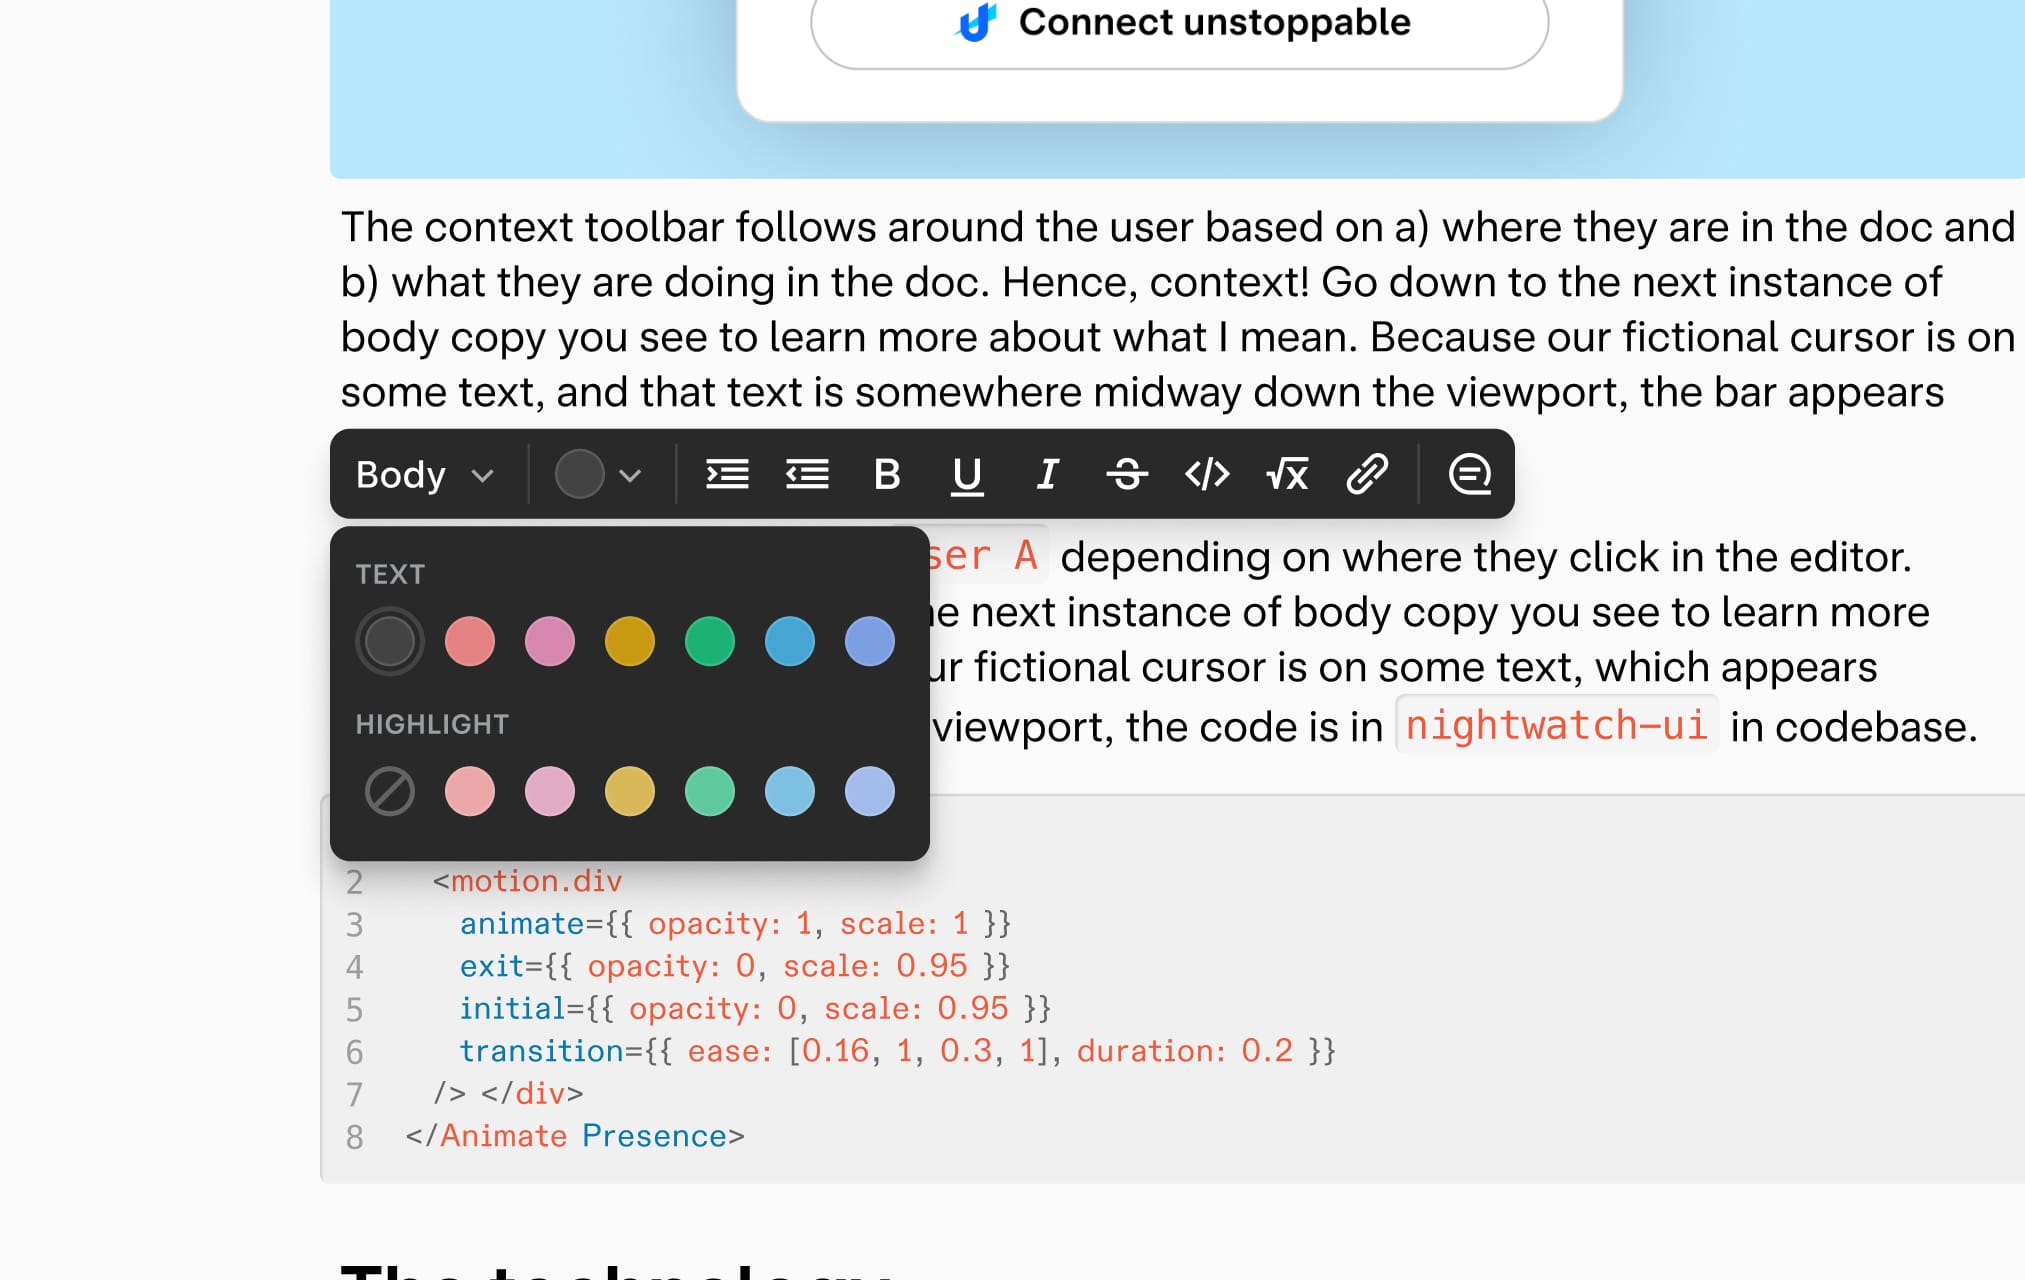 Connect unstoppable
The context toolbar follows around the user based on a) where they are in the doc and
b) what they are doing in the doc. Hence, context! Go down to the next instance of
body copy you see to learn more about what I mean. Because our fictional cursor is on
some text, and that text is somewhere midway down the viewport, the bar appears
Body B U I S </> √x
TEXT
HIGHLIGHT
A depending on where they click in the editor.
next instance of body copy you see to learn more
fictional cursor is on some text, which appears
viewport, the code is in nightwatch-ui in codebase.
2 <motion.div
3 animate={{ opacity: 1, scale: 1 }}
4 exit={{ opacity: 0, scale: 0.95 }}
5 initial={{ opacity: 0, scale: 0.95 }}
6 transition={{ ease: [0.16, 1, 0.3, 1], duration: 0.2 }}
7 /> </div>
8 </Animate Presence>
The technology